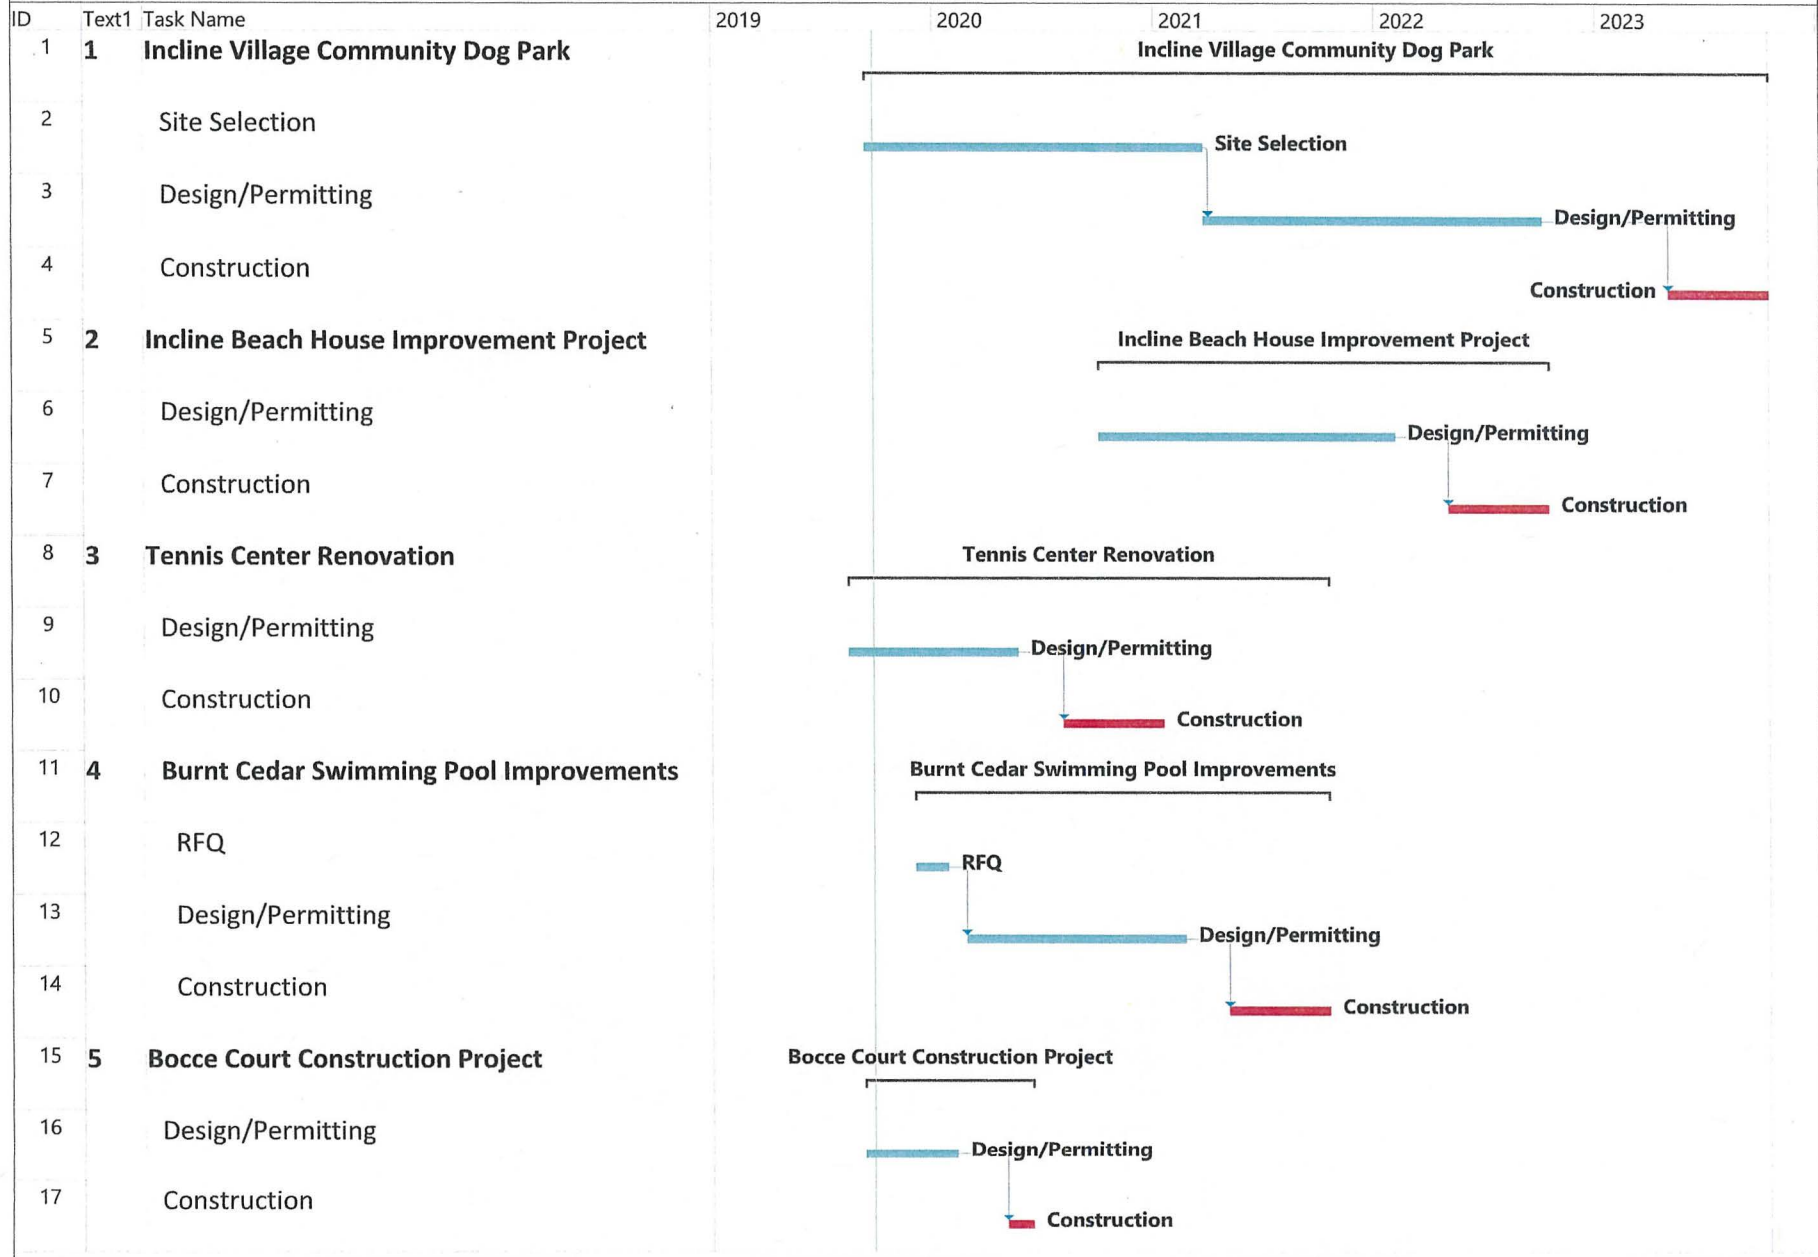 ID Text1 Task Name 2019 2020 2021 2022 2023
1 1 Incline Village Community Dog Park Incline Village Community Dog Park
2 Site Selection Site Selection
3 Design/Permitting Design/Permitting
4 Construction Construction
5 2 Incline Beach House Improvement Project Incline Beach House Improvement Project
6 Design/Permitting Design/Permitting
7 Construction Construction
8 3 Tennis Center Renovation Tennis Center Renovation
9 Design/Permitting Design/Permitting
10 Construction Construction
11 4 Burnt Cedar Swimming Pool Improvements Burnt Cedar Swimming Pool Improvements
12 RFQ RFQ
13 Design/Permitting Design/Permitting
14 Construction Construction
15 5 Bocce Court Construction Project Bocce Court Construction Project
16 Design/Permitting Design/Permitting
17 Construction Construction